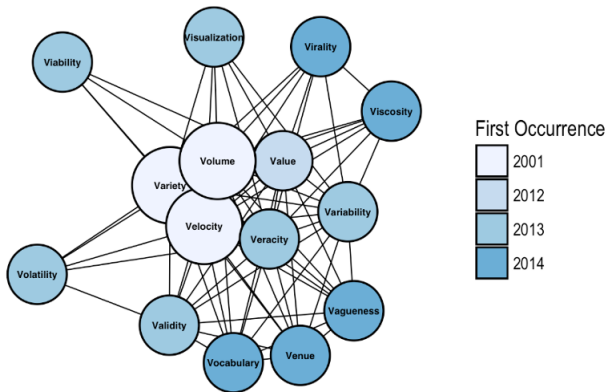 Visualization
Virality
Viability
Viscosity
First Occurrence
Volume
Value
2001
Variety
2012
Variability
Velocity
Veracity
2013
Volatility
2014
Vagueness
Validity
Venue
Vocabulary